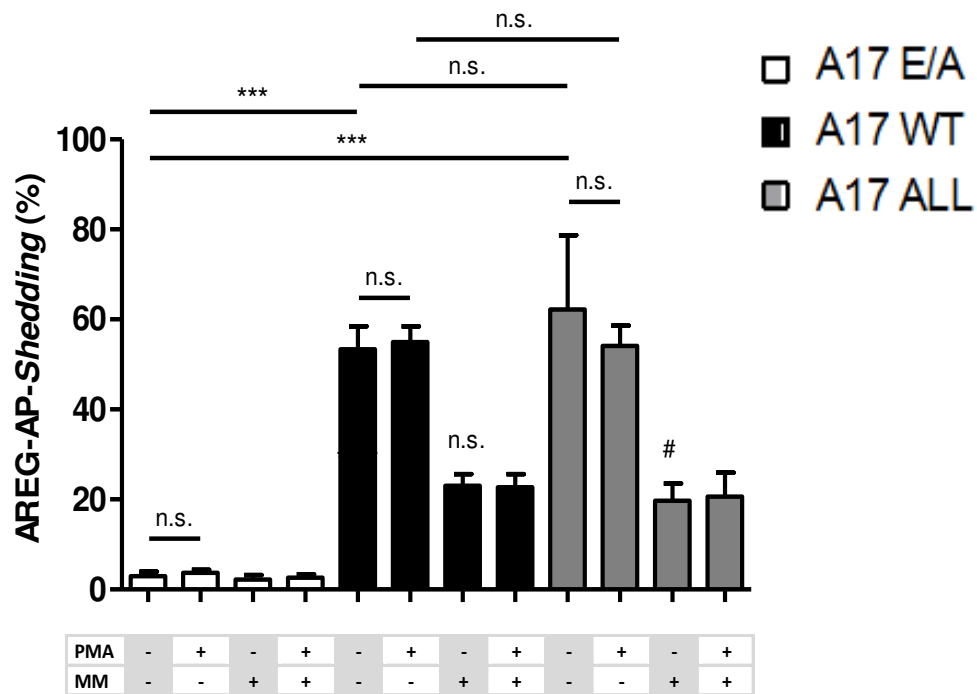 n.s.
n.s.
***
***
n.s.
n.s.
n.s.
#
n.s.
A17 E/A
A17 WT
A17 ALL
AREG-AP-Shedding (%)
100
80
60
40
20
0
PMA - + - + - + - + - + - +
MM - - + + - - + + - - + +